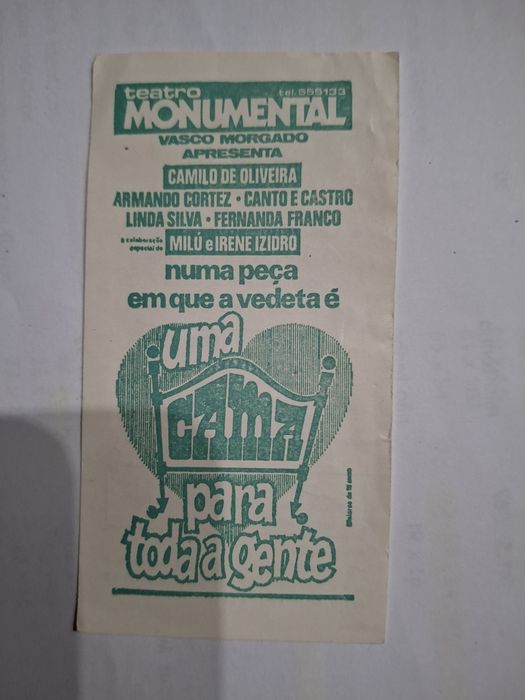 teatro tel. 555133
MONUMENTAL
VASCO MORGADO
APRESENTA
CAMILO DE OLIVEIRA
ARMANDO CORTEZ • CANTO E CASTRO
LINDA SILVA • FERNANDA FRANCO
a colaboração
especial de MILÚ e IRENE IZIDRO
numa peça
em que a vedeta é
uma
CAMA
para
toda a gente